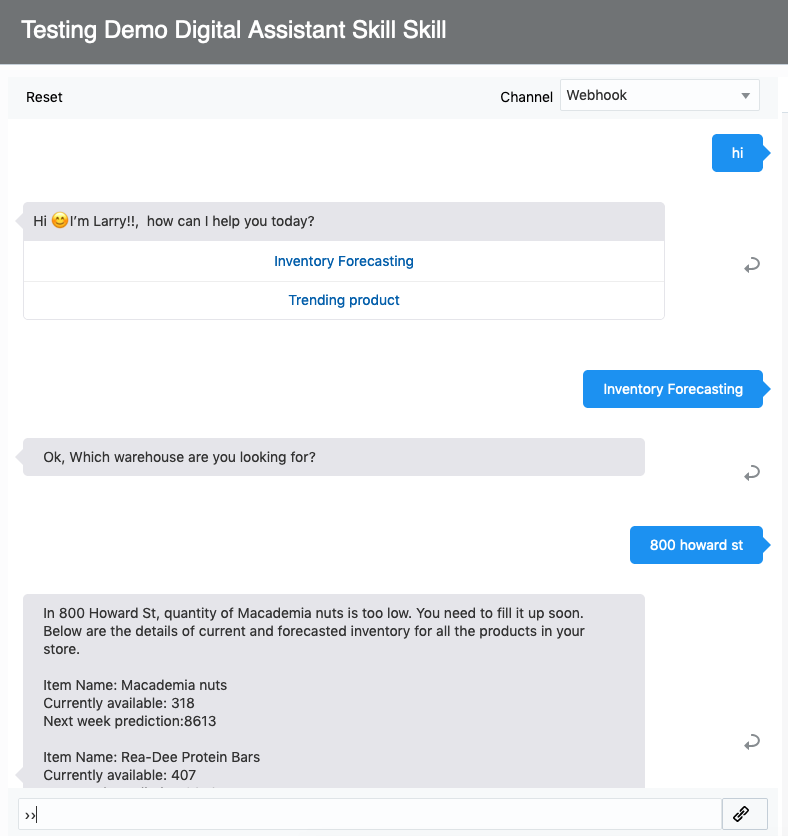 Testing Demo Digital Assistant Skill Skill
Reset
Channel
Webhook
hi
Hi 😊I’m Larry!!, how can I help you today?
Inventory Forecasting
Trending product
Inventory Forecasting
Ok, Which warehouse are you looking for?
800 howard st
In 800 Howard St, quantity of Macademia nuts is too low. You need to fill it up soon.
Below are the details of current and forecasted inventory for all the products in your
store.
Item Name: Macademia nuts
Currently available: 318
Next week prediction:8613
Item Name: Rea-Dee Protein Bars
Currently available: 407
››